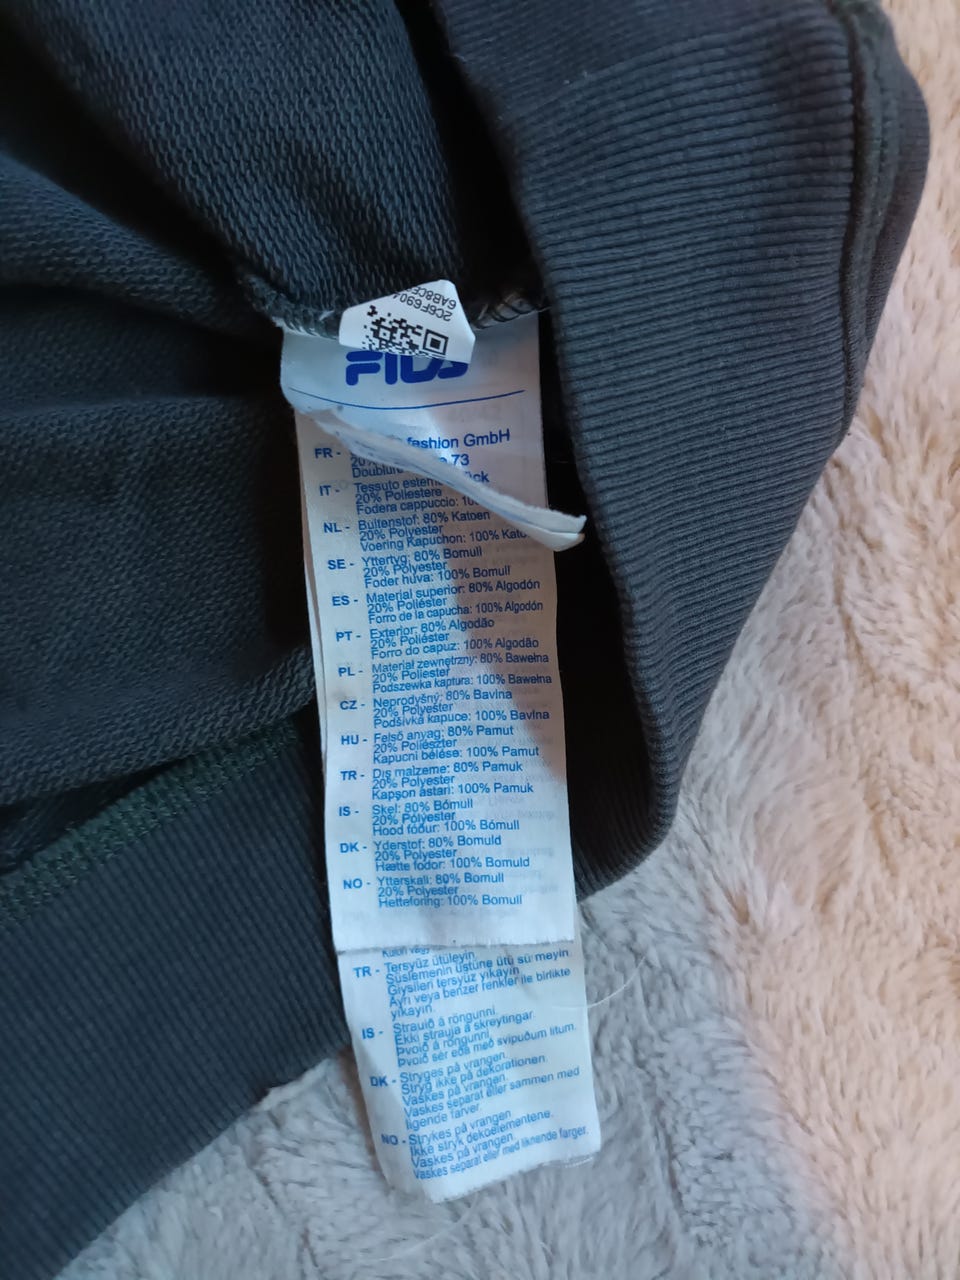 2C6F690
6AB8CE
FILA
fashion GmbH
73
ück
FR -
20%
Doublure
IT - Tessuto
20% Poliestere
Fodera cappuccio:
NL - Buitenstof: 80% Katoen
20% Polyester
Voering Kapuchon: 100%
SE - Yttertyg: 80% Bomull
20% Polyester
Foder huva: 100% Bomull
ES - Material superior: 80% Algodón
20% Poliéster
Forro de la capucha: 100% Algodón
PT - Exterior: 80% Algodão
20% Poliéster
Forro do capuz: 100% Algodão
PL - Materiał zewnętrzny: 80% Bawełna
20% Poliester
Podszewka kaptura: 100% Bawełna
CZ - Neprodyšný: 80% Bavlna
20% Polyester
Podšívka kapuce: 100% Bavlna
HU - Felső anyag: 80% Pamut
20% Poliészter
Kapucni bélése: 100% Pamut
TR - Dış malzeme: 80% Pamuk
20% Polyester
Kapşon astarı: 100% Pamuk
IS - Skel: 80% Bómull
20% Pólýester
Hood fóður: 100% Bómull
DK - Yderstof: 80% Bomuld
20% Polyester
Hætte fodor: 100% Bomuld
NO - Ytterskall: 80% Bomull
20% Polyester
Hetteforing: 100% Bomull
TR - Tersyüz ütüleyin.
Süslemenin üstüne ütü sürmeyin.
Giysileri tersyüz yıkayın.
Ayrı veya benzer renkler ile birlikte
yıkayın.
IS - Strauið á röngunni.
Ekki strauja á skreytingar.
Þvoið á röngunni.
Þvoið sér eða með svipuðum litum.
DK - Stryges på vrangen.
Stryg ikke på dekorationen.
Vaskes på vrangen.
Vaskes separat eller sammen med
ligende farver.
NO - Strykes på vrangen.
Ikke stryk dekoelementene.
Vaskes på vrangen.
Vaskes separat eller med liknende farger.